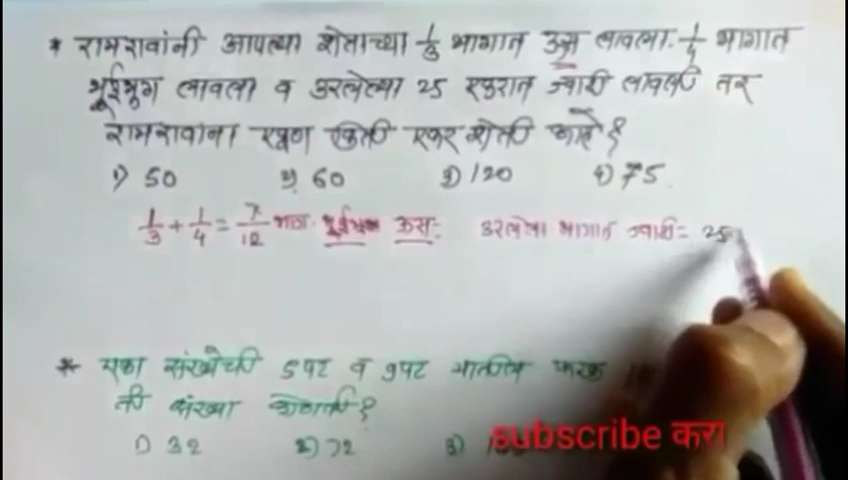 * रामरावांनी आपल्या शेताच्या 1/3 भागात ऊस लावला. 1/4 भागात
भूईमुग लावला व उरलेल्या 25 एकरात ज्वारी लावली तर
रामरावांना एकूण किती एकर शेती आहे?
1) 50 2) 60 3) 120 4) 75.
1/3 + 1/4 = 7/12 भाग. भूईमुग ऊस: उरलेला भागात ज्वारी = 25
* एका संख्येची 5पट व 9पट यातील फरक
ती संख्या कोणती?
1) 32 2) 72 3)
subscribe करा